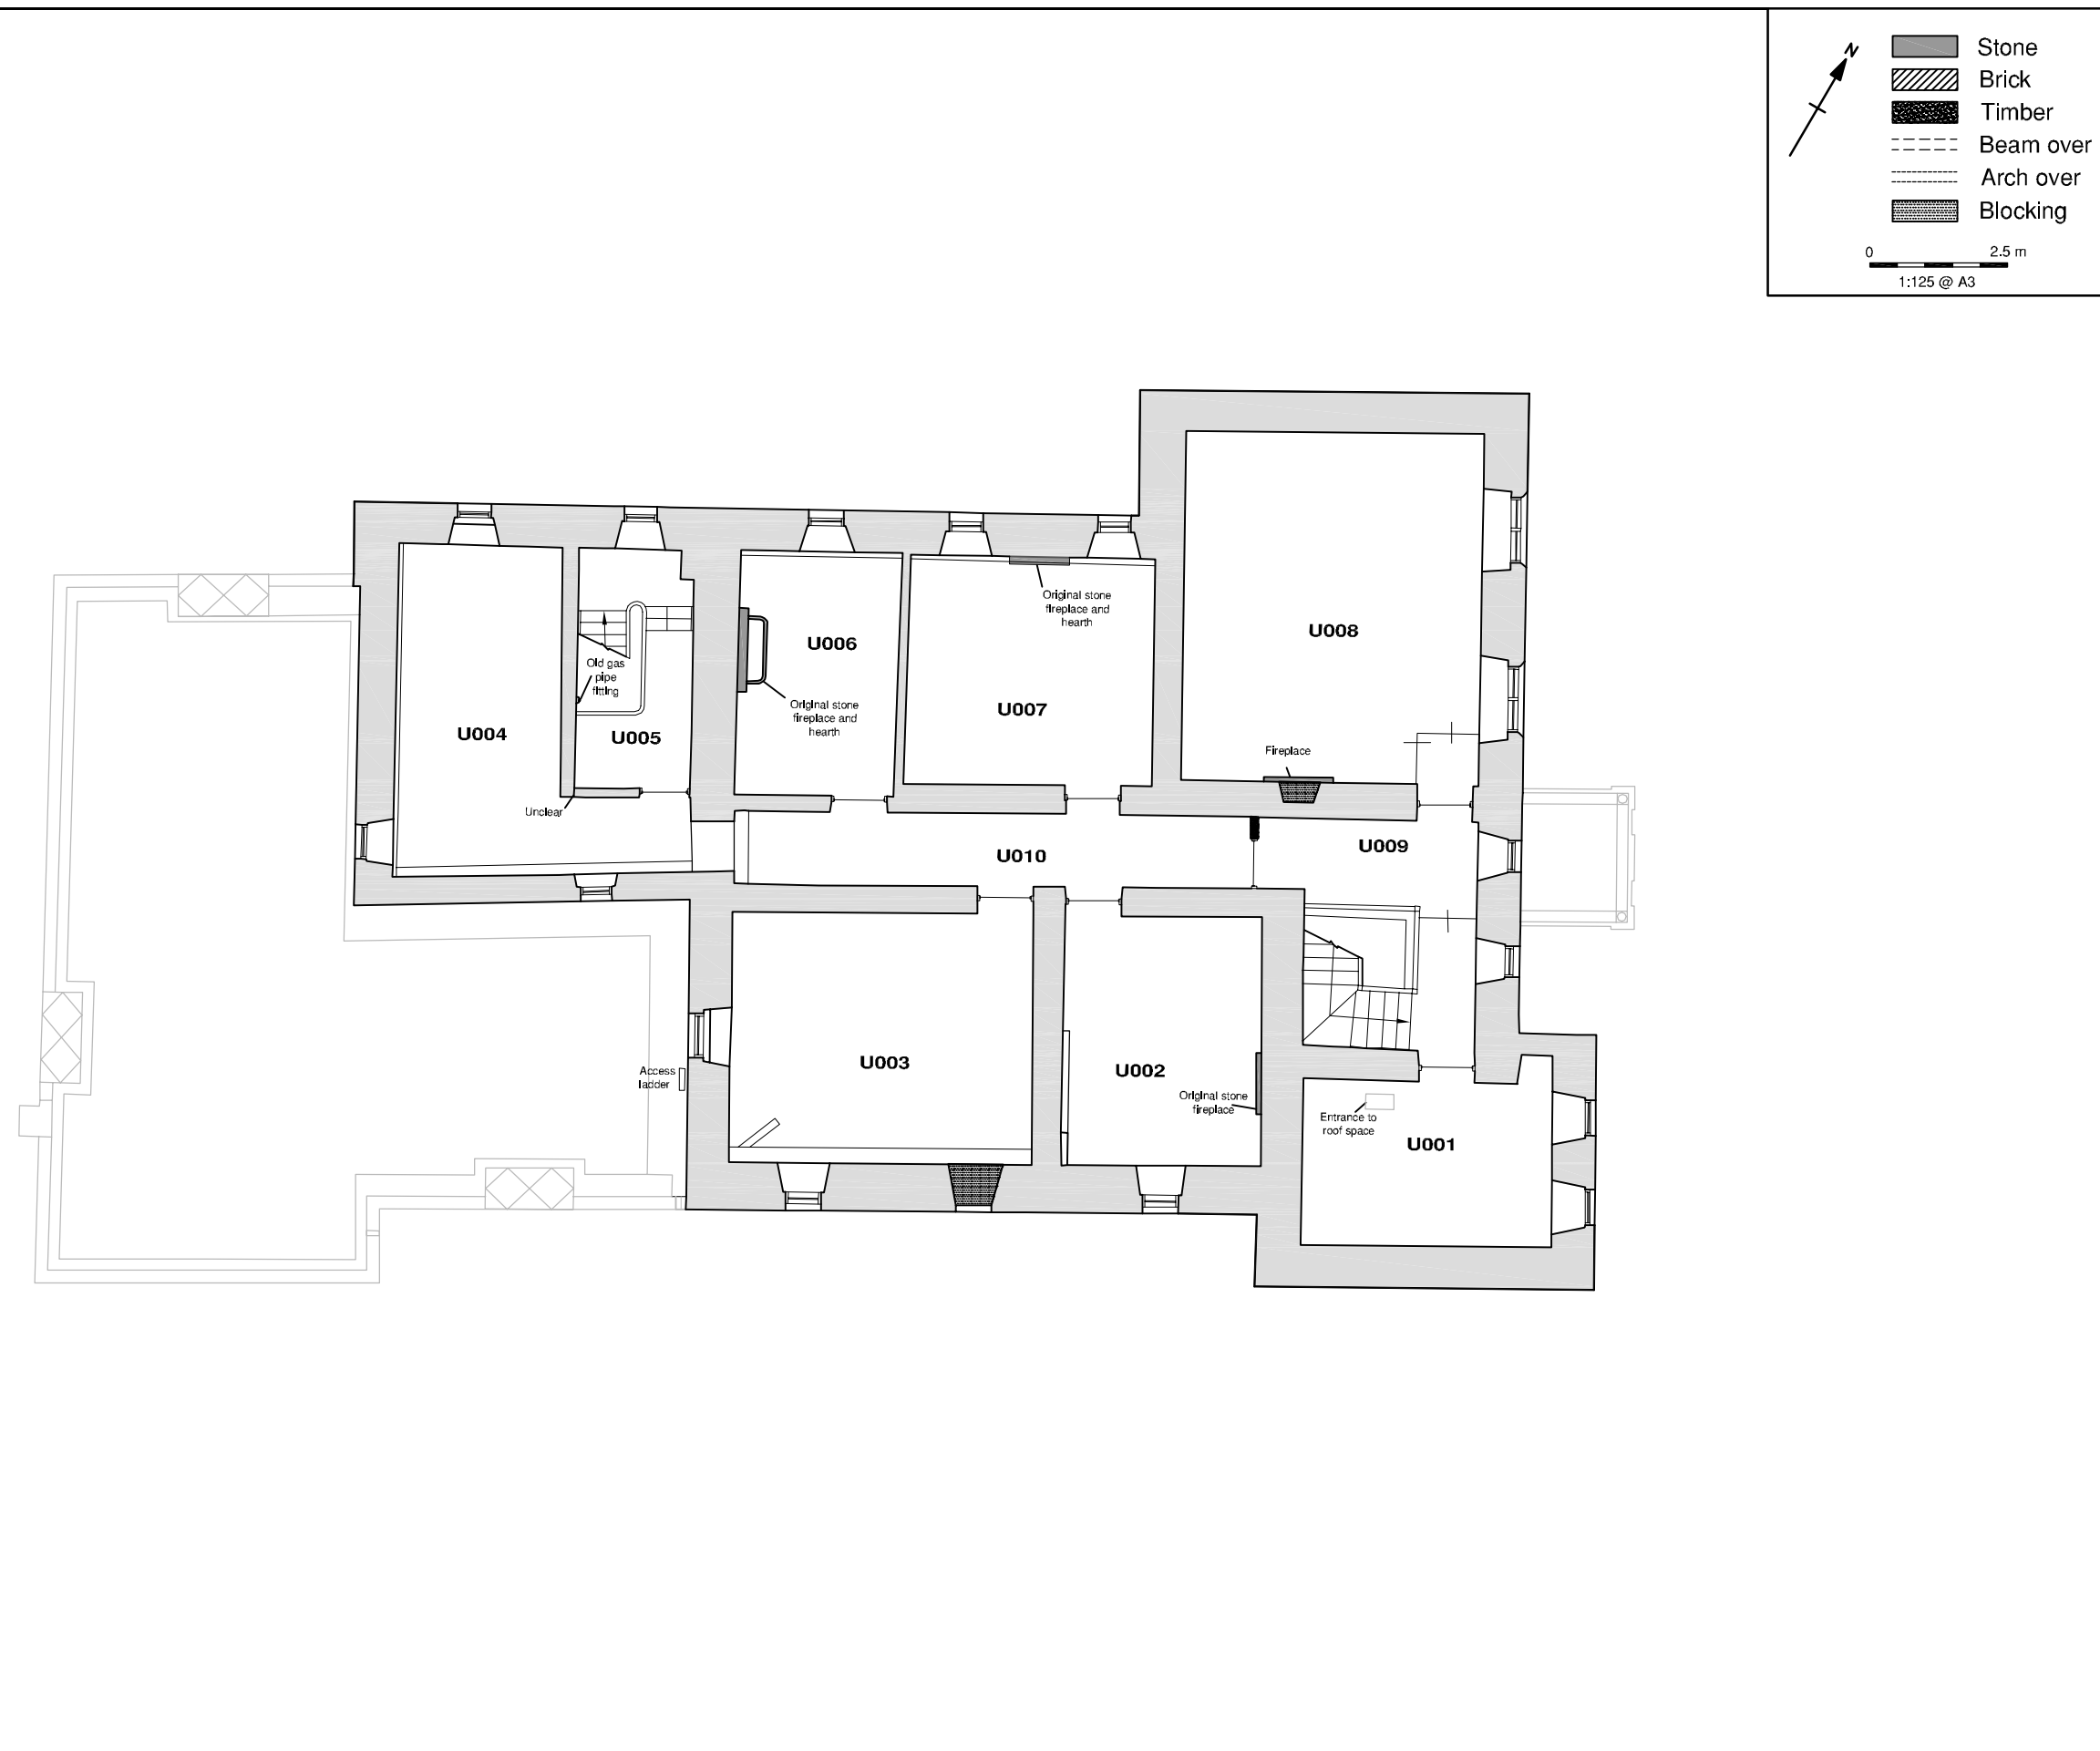 N
Stone
Brick
Timber
Beam over
Arch over
Blocking
0 2.5 m
1:125 @ A3
Original stone
fireplace and
hearth
U008
U006
Old gas
pipe
fitting
Original stone
fireplace and
hearth
U007
U004
U005
Fireplace
Unclear
U009
U010
U003
Access
ladder
U002
Original stone
fireplace
Entrance to
roof space
U001